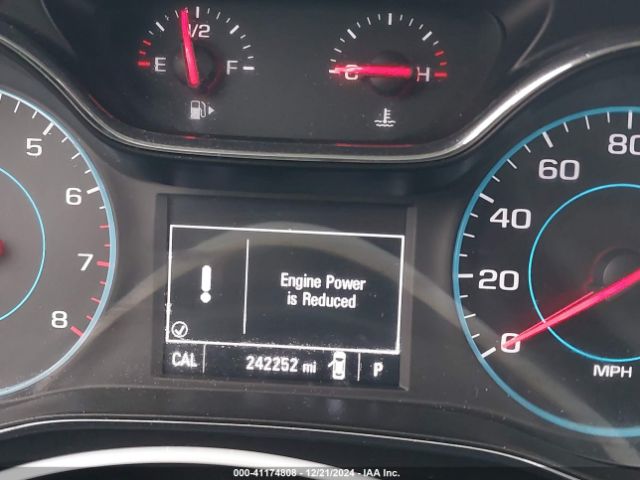 1/2
E F
C H
5
6
7
8
80
60
40
20
0
MPH
Engine Power
is Reduced
CAL 242252 mi P
000-41174808 - 12/21/2024 - IAA Inc.